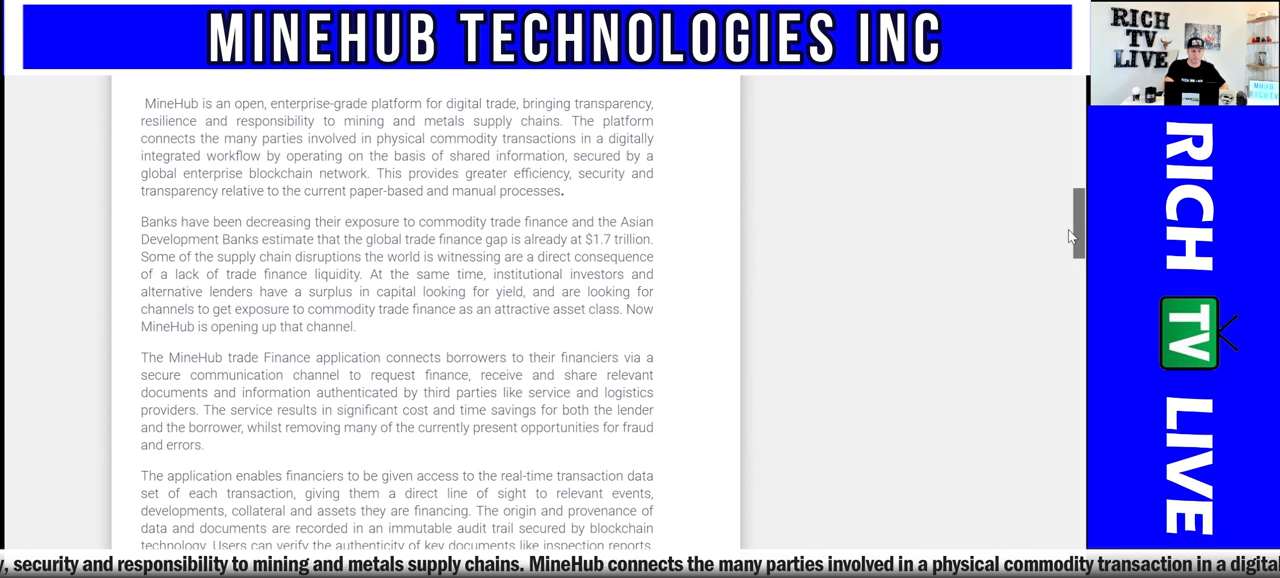 MINEHUB TECHNOLOGIES INC
RICH
TV
LIVE
MineHub is an open, enterprise-grade platform for digital trade, bringing transparency,
resilience and responsibility to mining and metals supply chains. The platform
connects the many parties involved in physical commodity transactions in a digitally
integrated workflow by operating on the basis of shared information, secured by a
global enterprise blockchain network. This provides greater efficiency, security and
transparency relative to the current paper-based and manual processes.
Banks have been decreasing their exposure to commodity trade finance and the Asian
Development Banks estimate that the global trade finance gap is already at $1.7 trillion.
Some of the supply chain disruptions the world is witnessing are a direct consequence
of a lack of trade finance liquidity. At the same time, institutional investors and
alternative lenders have a surplus in capital looking for yield, and are looking for
channels to get exposure to commodity trade finance as an attractive asset class. Now
MineHub is opening up that channel.
The MineHub trade Finance application connects borrowers to their financiers via a
secure communication channel to request finance, receive and share relevant
documents and information authenticated by third parties like service and logistics
providers. The service results in significant cost and time savings for both the lender
and the borrower, whilst removing many of the currently present opportunities for fraud
and errors.
The application enables financiers to be given access to the real-time transaction data
set of each transaction, giving them a direct line of sight to relevant events,
developments, collateral and assets they are financing. The origin and provenance of
data and documents are recorded in an immutable audit trail secured by blockchain
technology. Users can verify the authenticity of key documents like inspection reports,
RICH TV LIVE
, security and responsibility to mining and metals supply chains. MineHub connects the many parties involved in a physical commodity transaction in a digita